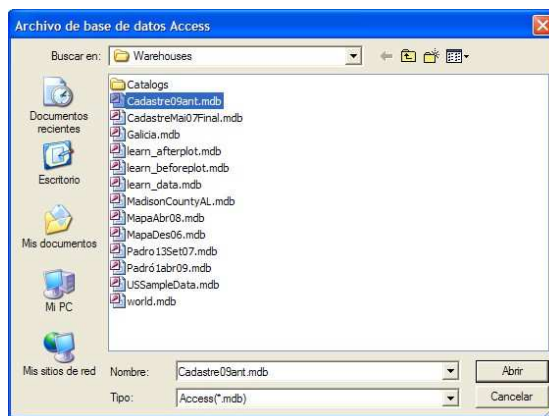 Archivo de base de datos Access
Buscar en: Warehouses
Documentos recientes
Escritorio
Mis documentos
Mi PC
Mis sitios de red
Catalogs
Cadastre09ant.mdb
CadastreMai07Final.mdb
Galicia.mdb
learn_afterplot.mdb
learn_beforeplot.mdb
learn_data.mdb
MadisonCountyAL.mdb
MapaAbr08.mdb
MapaDes06.mdb
Padro13Set07.mdb
Padró1abr09.mdb
USSampleData.mdb
world.mdb
Nombre: Cadastre09ant.mdb Abrir
Tipo: Access(*.mdb) Cancelar